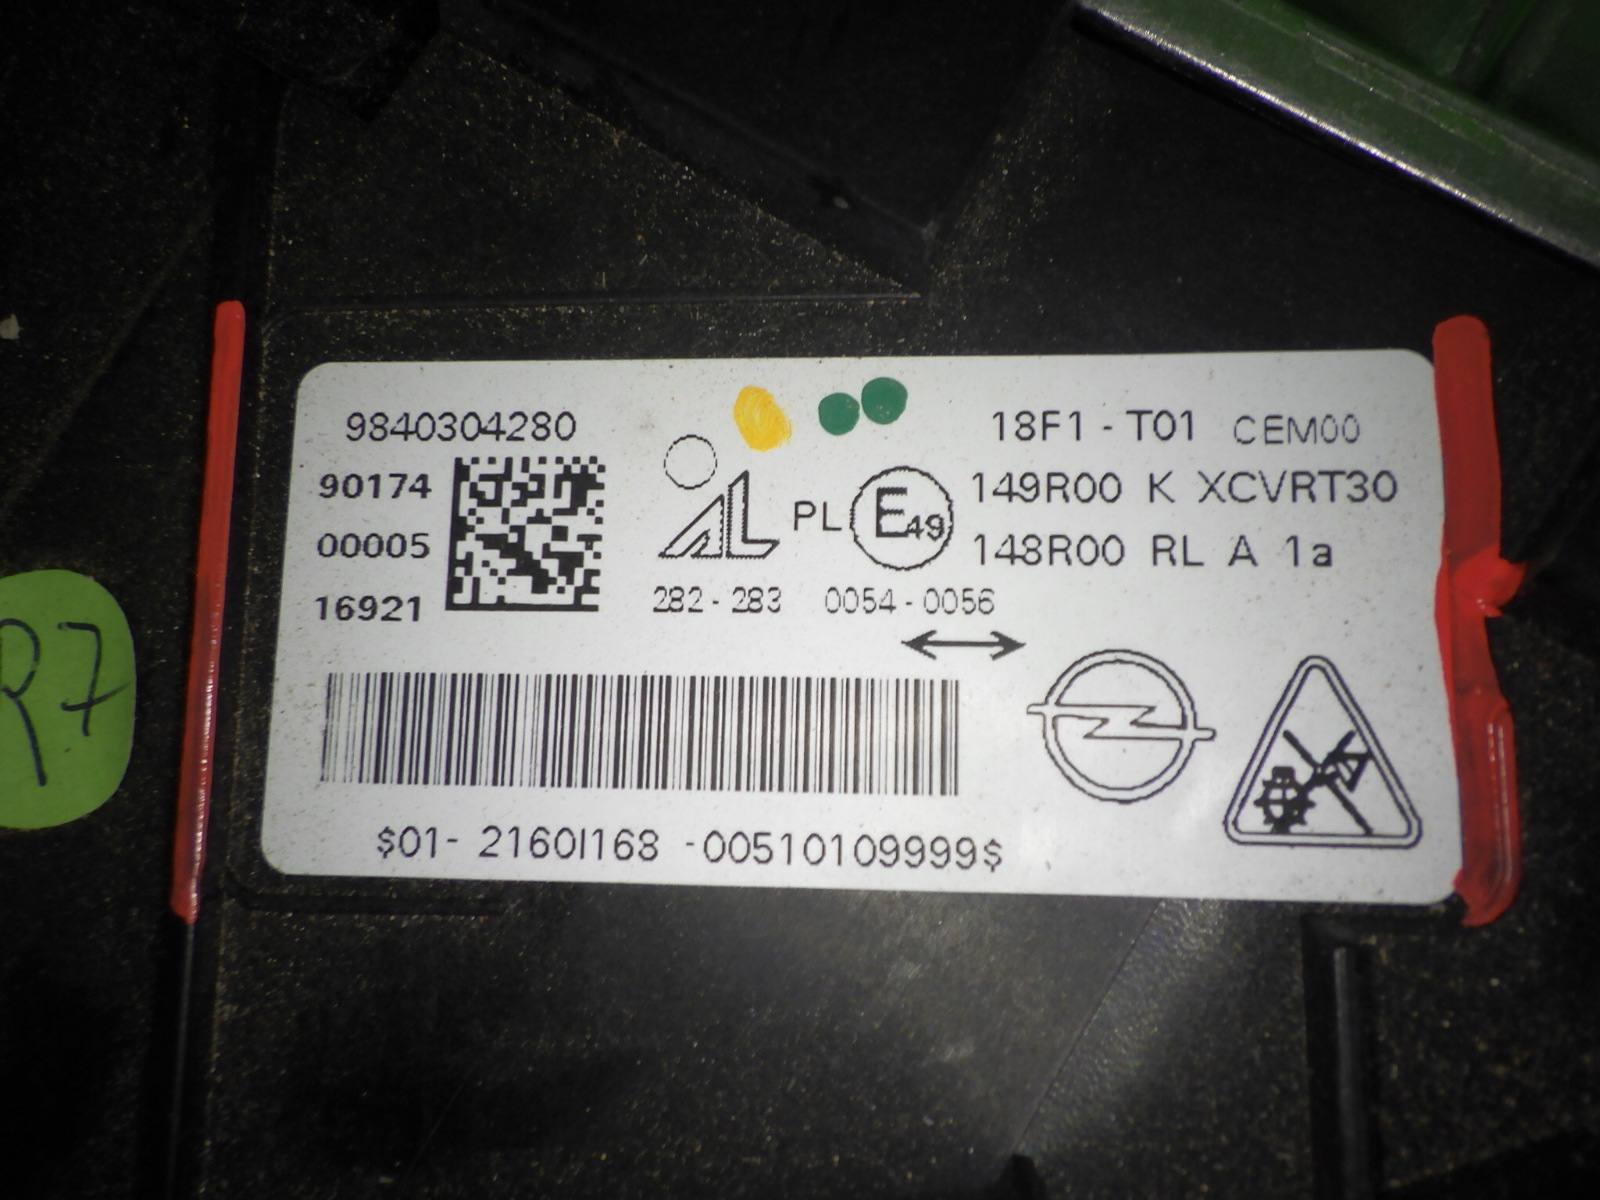 9840304280
18F1 - T01 CEM00
90174
149R00 K XCVRT30
00005
AL PL E49
148R00 RL A 1a
16921
282 - 283 0054 - 0056
$01- 2160I168 -00510109999$
R7